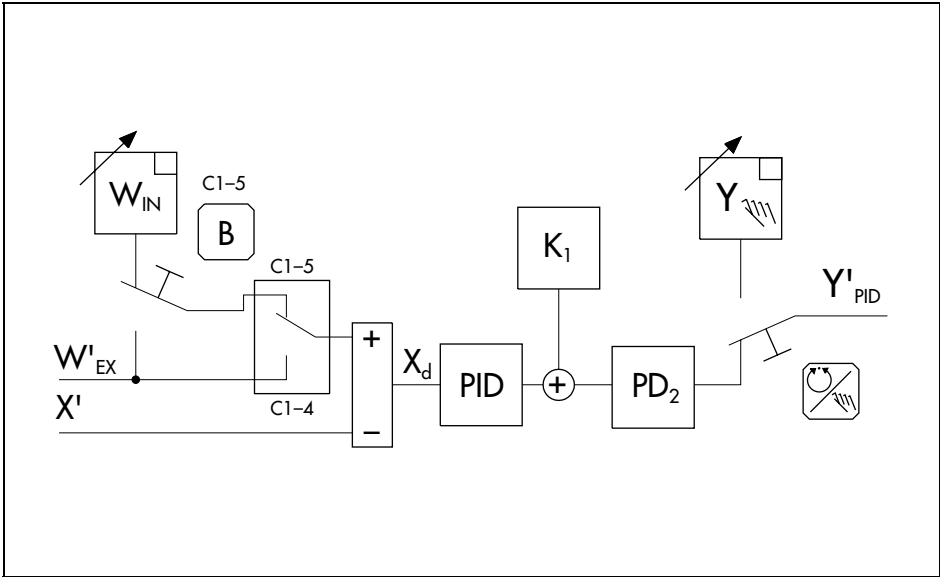 W_IN
C1–5
B
C1–5
W'_EX
C1–4
X'
+
−
X_d
PID
K_1
+
PD_2
Y
Y'_PID